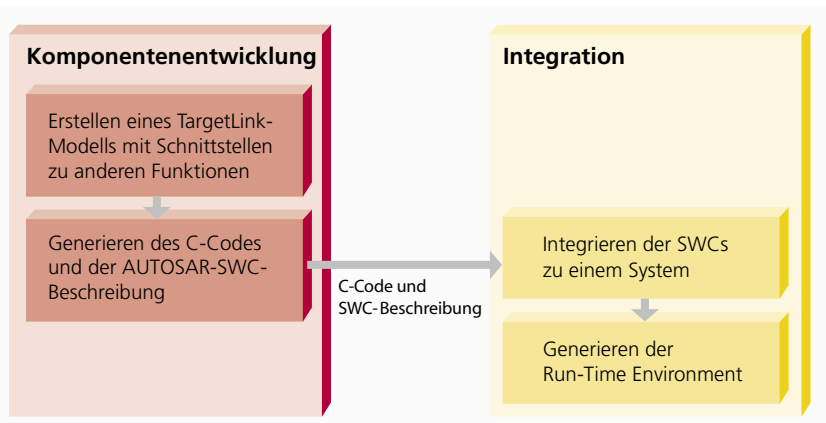 Komponentenentwicklung
Erstellen eines TargetLink-
Modells mit Schnittstellen
zu anderen Funktionen
Generieren des C-Codes
und der AUTOSAR-SWC-
Beschreibung
C-Code und
SWC-Beschreibung
Integration
Integrieren der SWCs
zu einem System
Generieren der
Run-Time Environment